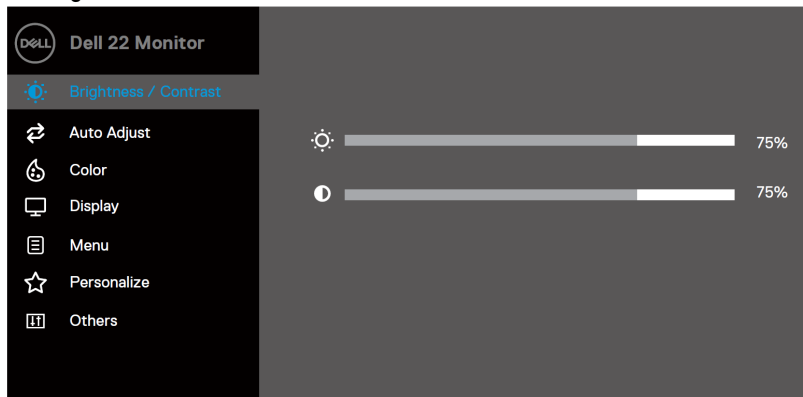 DELL
Dell 22 Monitor
Brightness / Contrast
Auto Adjust
75%
Color
Display
75%
Menu
Personalize
Others